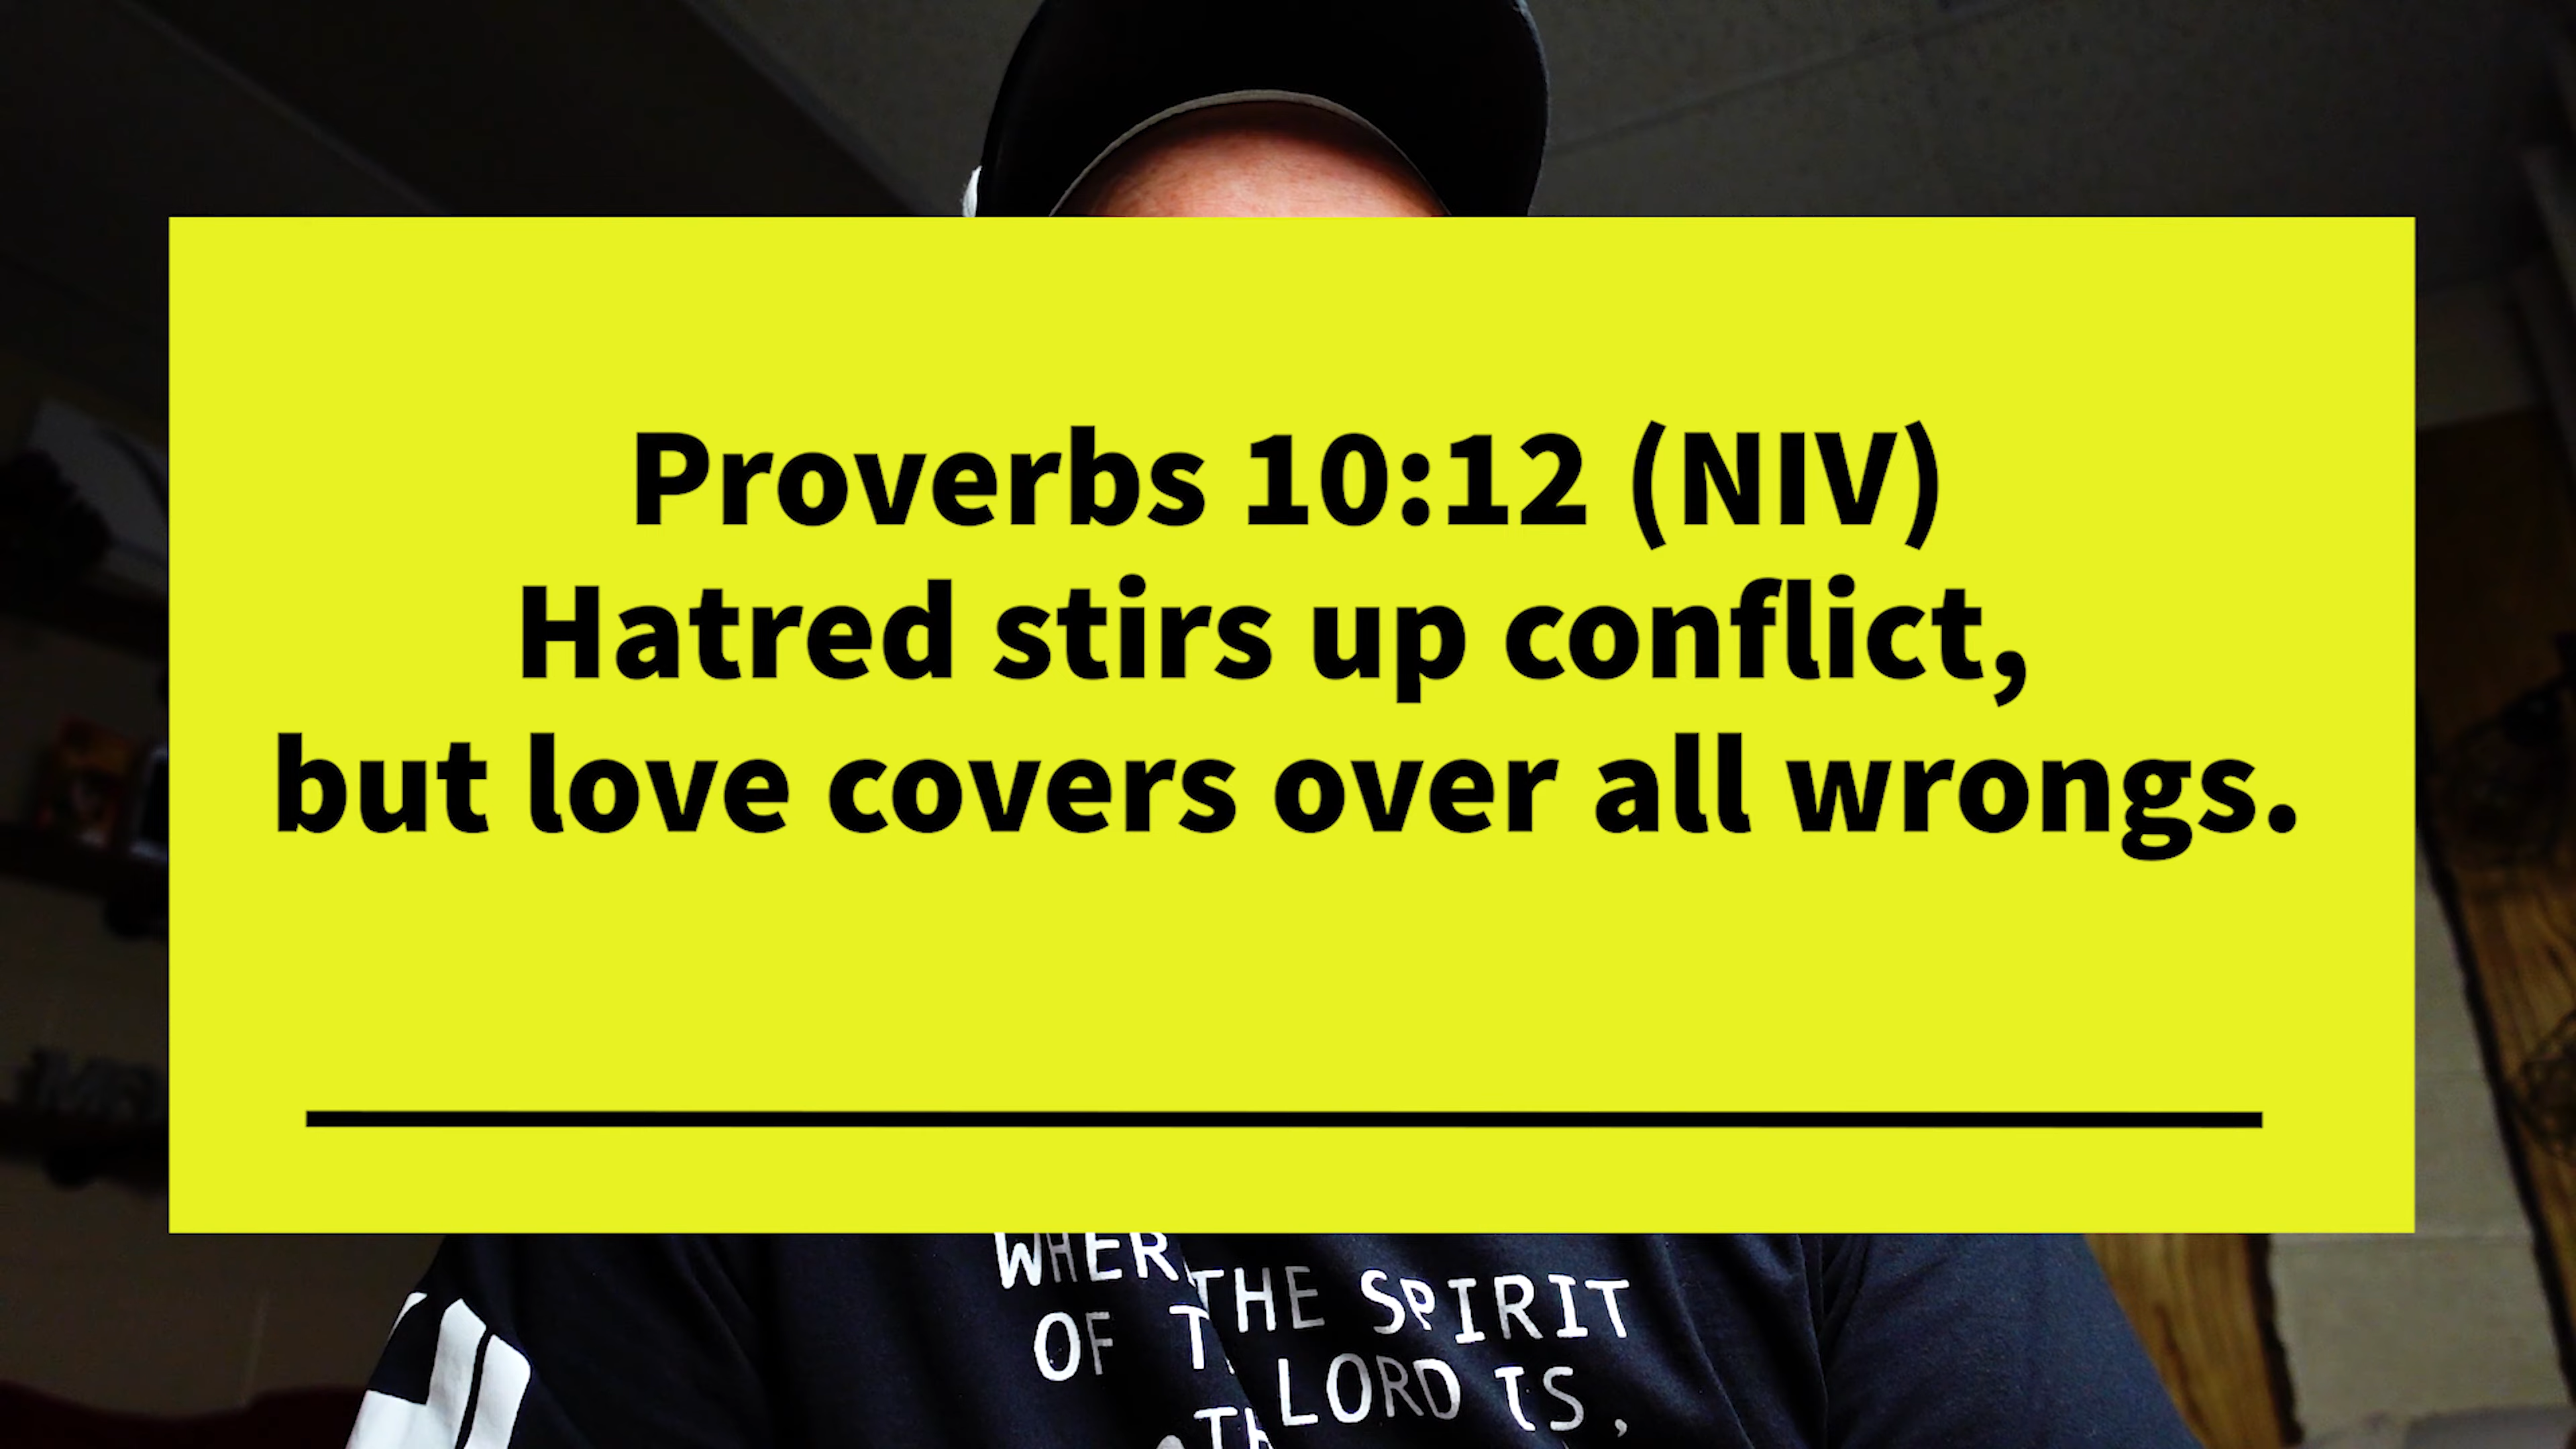 Proverbs 10:12 (NIV)
Hatred stirs up conflict,
but love covers over all wrongs.
WHER
THE SPIRIT
OF T
LORD IS,